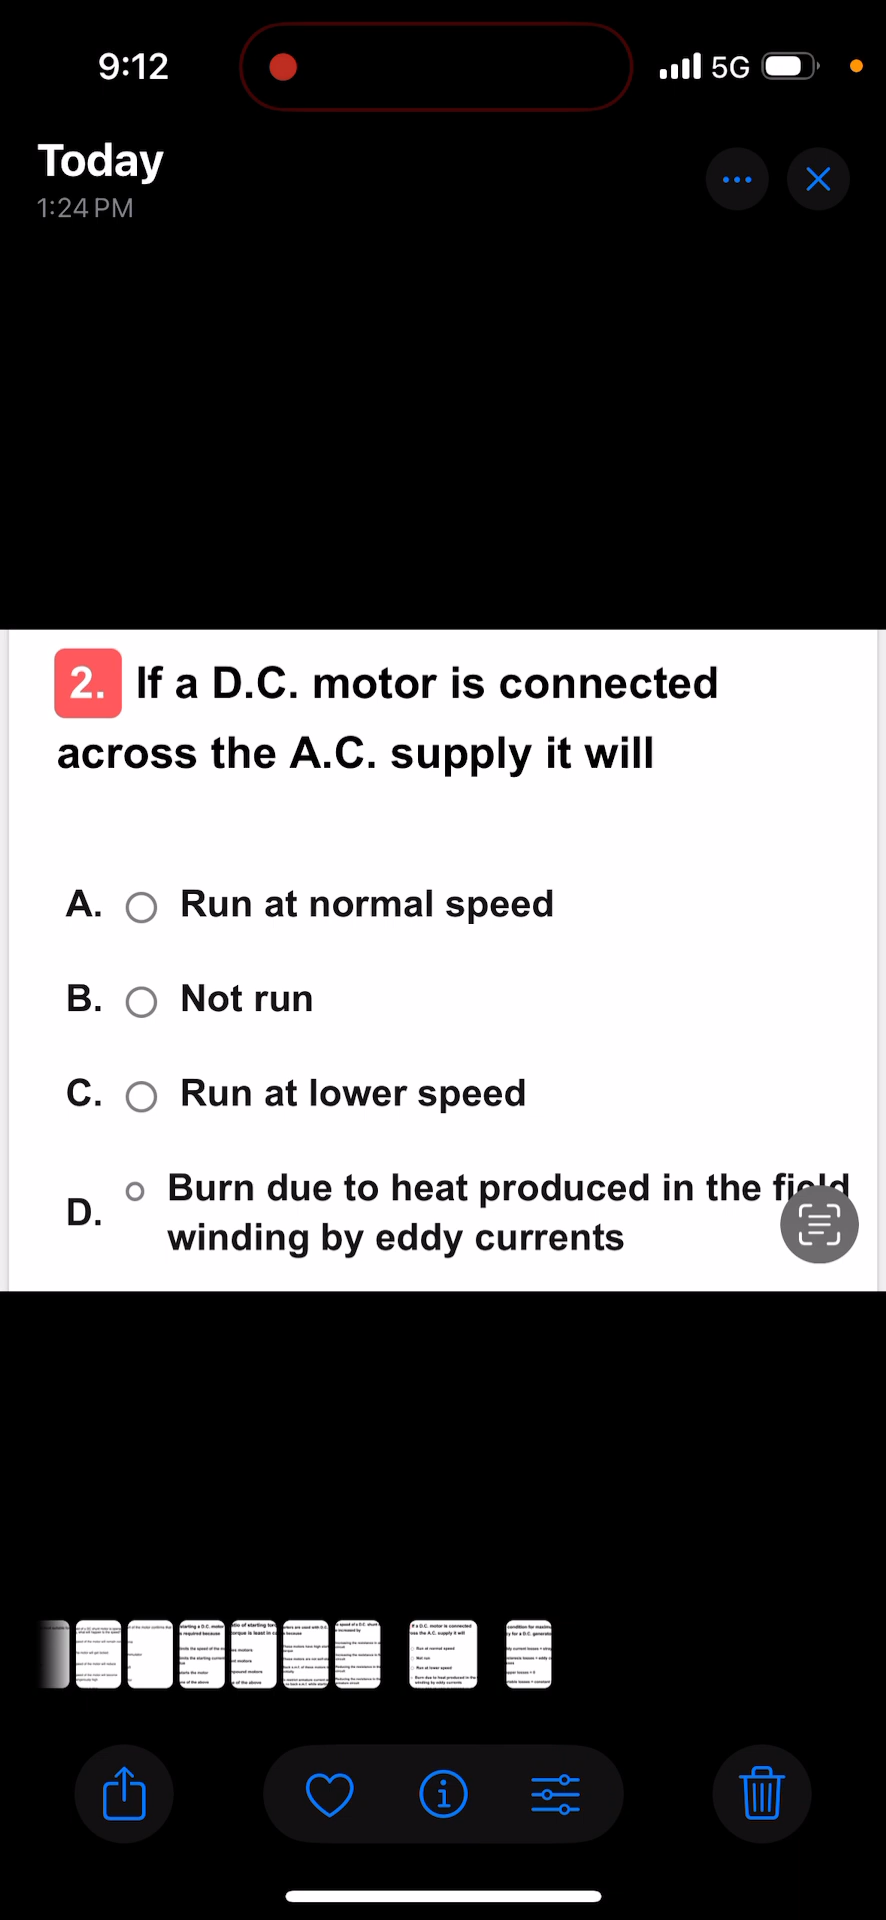 9:12
5G
Today
1:24 PM
2. If a D.C. motor is connected
across the A.C. supply it will
A. Run at normal speed
B. Not run
C. Run at lower speed
D. Burn due to heat produced in the field
winding by eddy currents